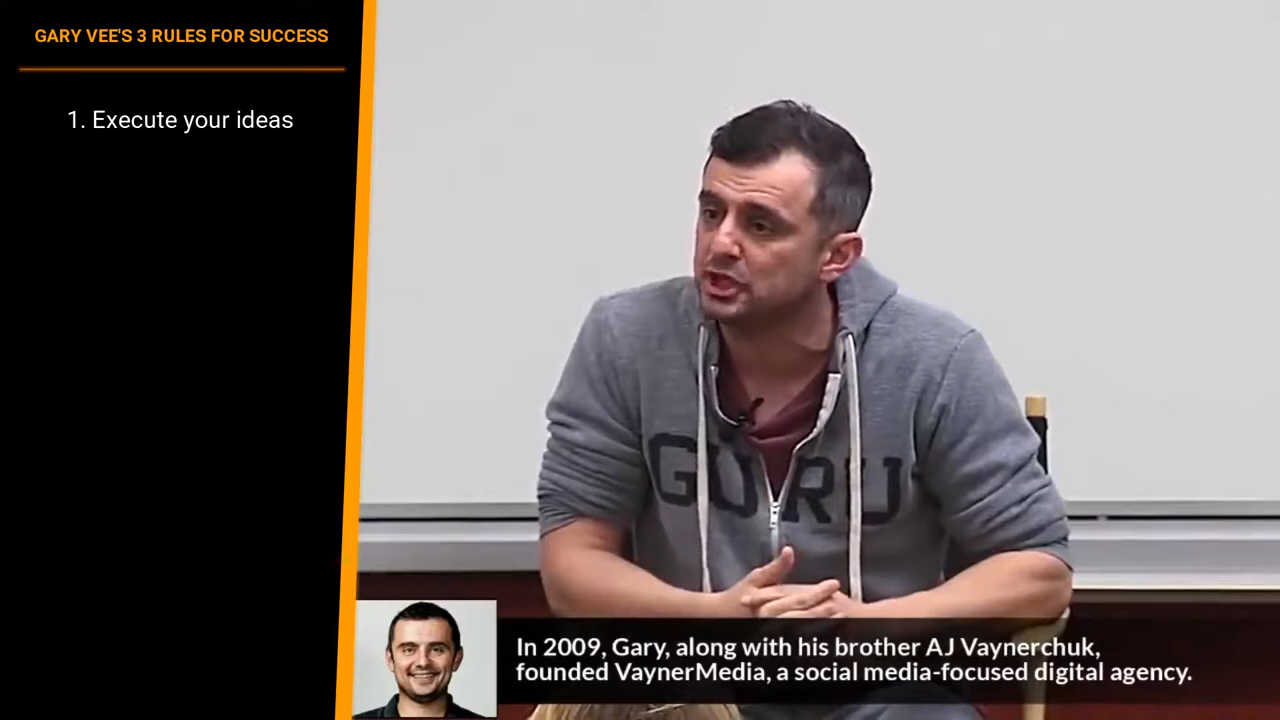 GARY VEE'S 3 RULES FOR SUCCESS
1. Execute your ideas
GURU
In 2009, Gary, along with his brother AJ Vaynerchuk,
founded VaynerMedia, a social media-focused digital agency.